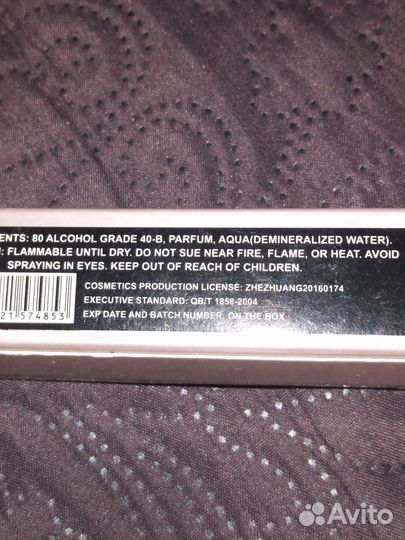 ENTS: 80 ALCOHOL GRADE 40-B, PARFUM, AQUA(DEMINERALIZED WATER).
: FLAMMABLE UNTIL DRY. DO NOT SUE NEAR FIRE, FLAME, OR HEAT. AVOID
SPRAYING IN EYES. KEEP OUT OF REACH OF CHILDREN.
COSMETICS PRODUCTION LICENSE: ZHEZHUANG20160174
EXECUTIVE STANDARD: QB/T 1858-2004
EXP DATE AND BATCH NUMBER: ON THE BOX
21574853
Avito